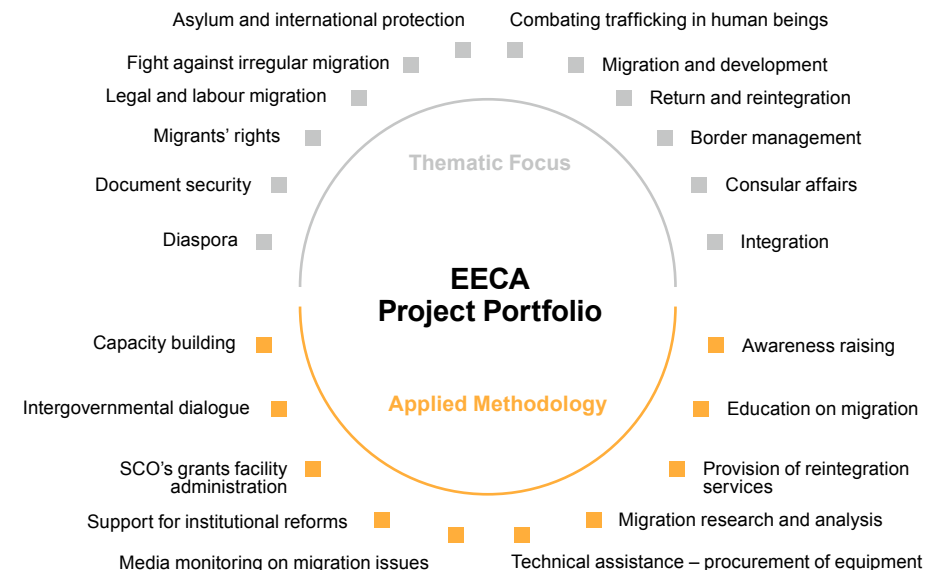 Asylum and international protection
Combating trafficking in human beings
Fight against irregular migration
Migration and development
Legal and labour migration
Return and reintegration
Migrants' rights
Border management
Thematic Focus
Document security
Consular affairs
Diaspora
Integration
EECA
Project Portfolio
Capacity building
Awareness raising
Applied Methodology
Intergovernmental dialogue
Education on migration
SCO's grants facility
administration
Provision of reintegration
services
Support for institutional reforms
Migration research and analysis
Media monitoring on migration issues
Technical assistance – procurement of equipment